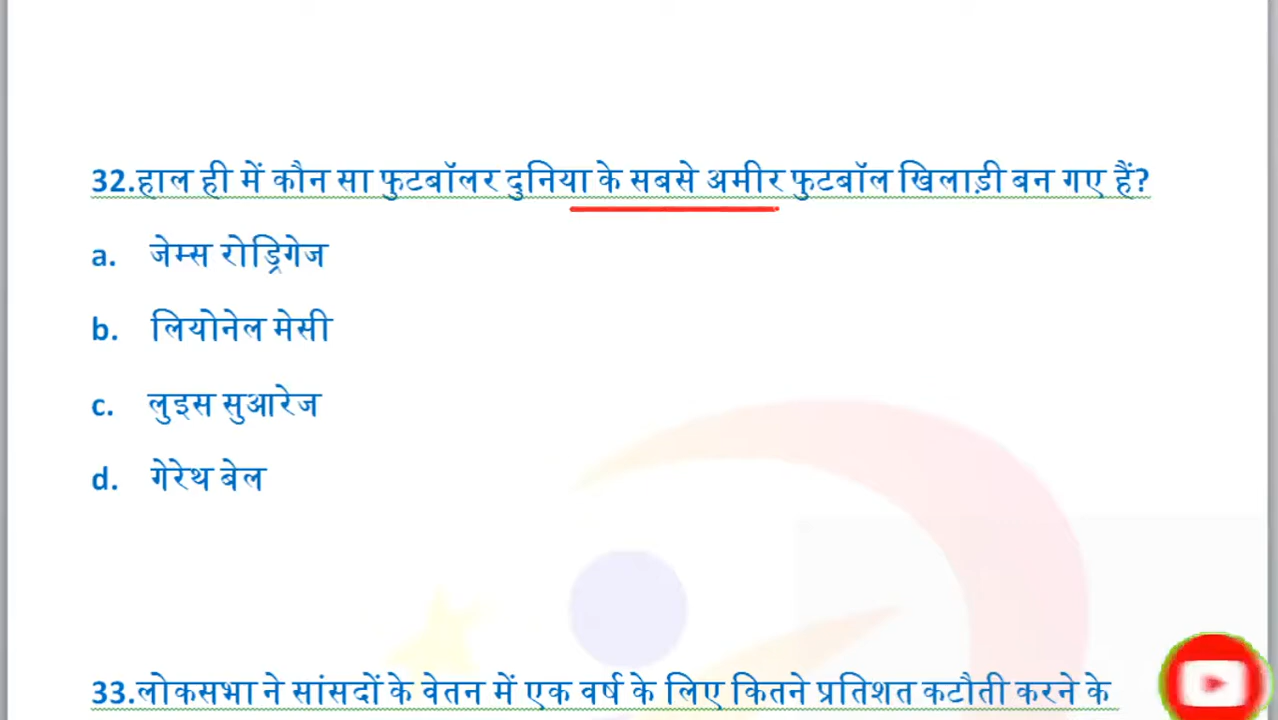 32.हाल ही में कौन सा फुटबॉलर दुनिया के सबसे अमीर फुटबॉल खिलाड़ी बन गए हैं?
a. जेम्स रोड्रिगेज
b. लियोनेल मेसी
c. लुइस सुआरेज
d. गेरेथ बेल
33.लोकसभा ने सांसदों के वेतन में एक वर्ष के लिए कितने प्रतिशत कटौती करने के